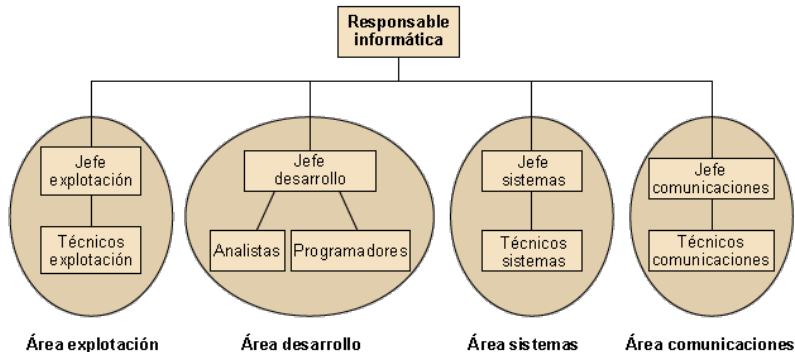 Responsable
informática
Jefe
explotación
Técnicos
explotación
Jefe
desarrollo
Analistas
Programadores
Jefe
sistemas
Técnicos
sistemas
Jefe
comunicaciones
Técnicos
comunicaciones
Área explotación
Área desarrollo
Área sistemas
Área comunicaciones